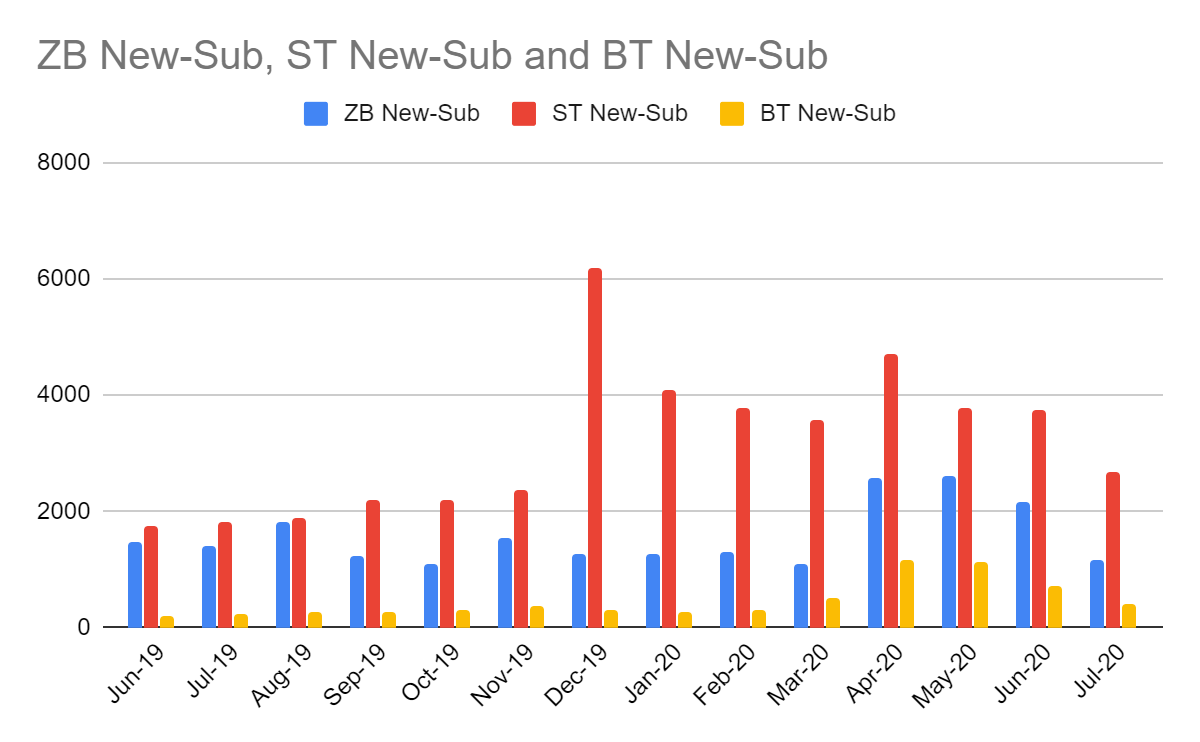 ZB New-Sub, ST New-Sub and BT New-Sub
ZB New-Sub ST New-Sub BT New-Sub
8000
6000
4000
2000
0
Jun-19 Jul-19 Aug-19 Sep-19 Oct-19 Nov-19 Dec-19 Jan-20 Feb-20 Mar-20 Apr-20 May-20 Jun-20 Jul-20